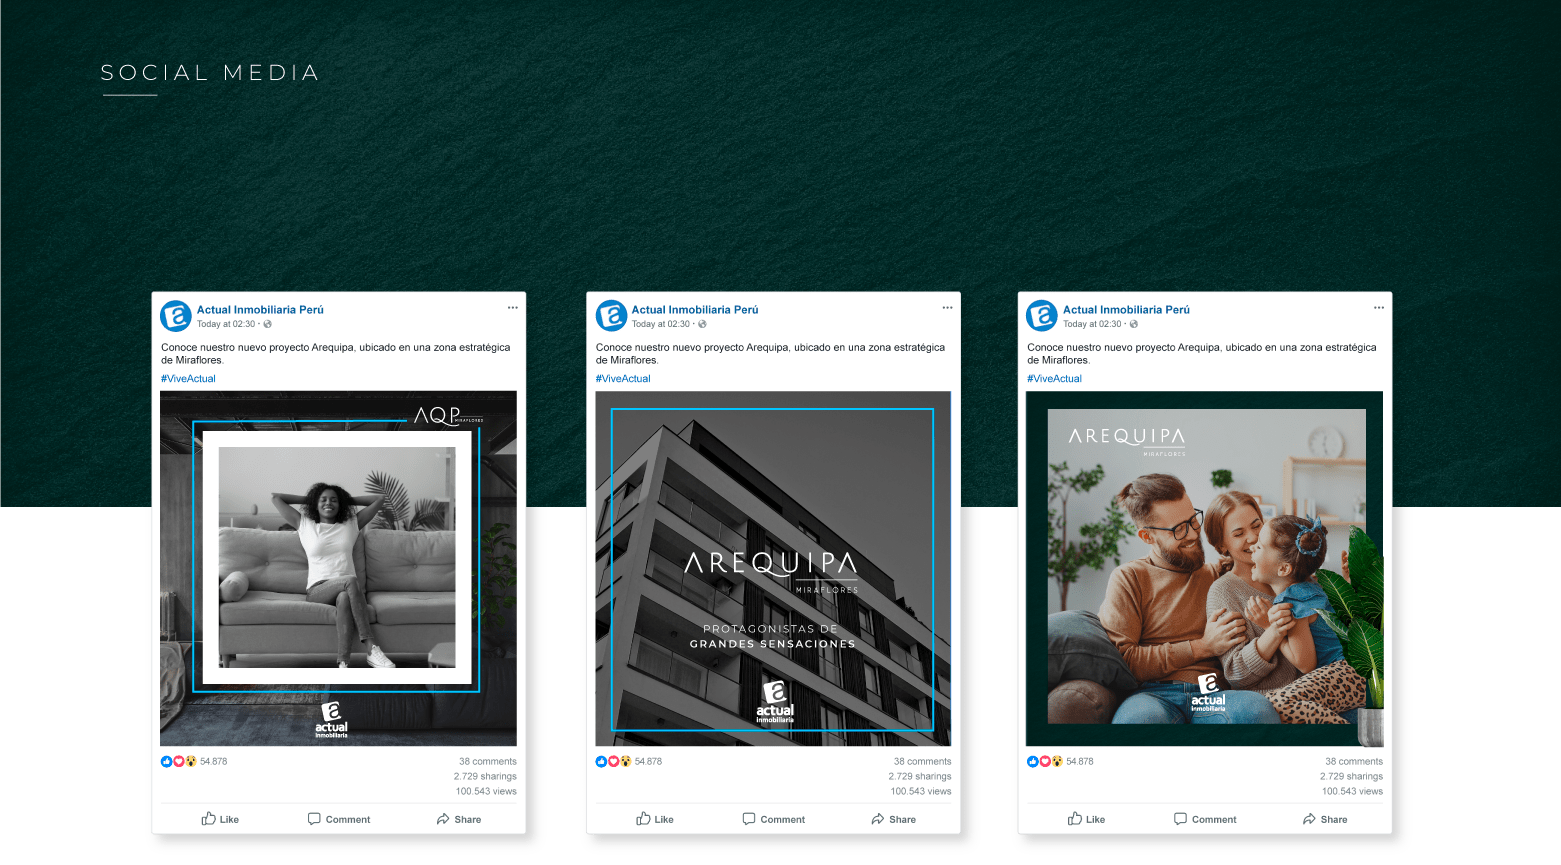 SOCIAL MEDIA
Actual Inmobiliaria Perú
Today at 02:30 ·
Conoce nuestro nuevo proyecto Arequipa, ubicado en una zona estratégica
de Miraflores.
#ViveActual
AQP
MIRAFLORES
a
actual
inmobiliaria
54.878
38 comments
2.729 sharings
100.543 views
Like
Comment
Share
Actual Inmobiliaria Perú
Today at 02:30 ·
Conoce nuestro nuevo proyecto Arequipa, ubicado en una zona estratégica
de Miraflores.
#ViveActual
AREQUIPA
MIRAFLORES
PROTAGONISTAS DE
GRANDES SENSACIONES
a
actual
inmobiliaria
54.878
38 comments
2.729 sharings
100.543 views
Like
Comment
Share
Actual Inmobiliaria Perú
Today at 02:30 ·
Conoce nuestro nuevo proyecto Arequipa, ubicado en una zona estratégica
de Miraflores.
#ViveActual
AREQUIPA
MIRAFLORES
a
actual
inmobiliaria
54.878
38 comments
2.729 sharings
100.543 views
Like
Comment
Share